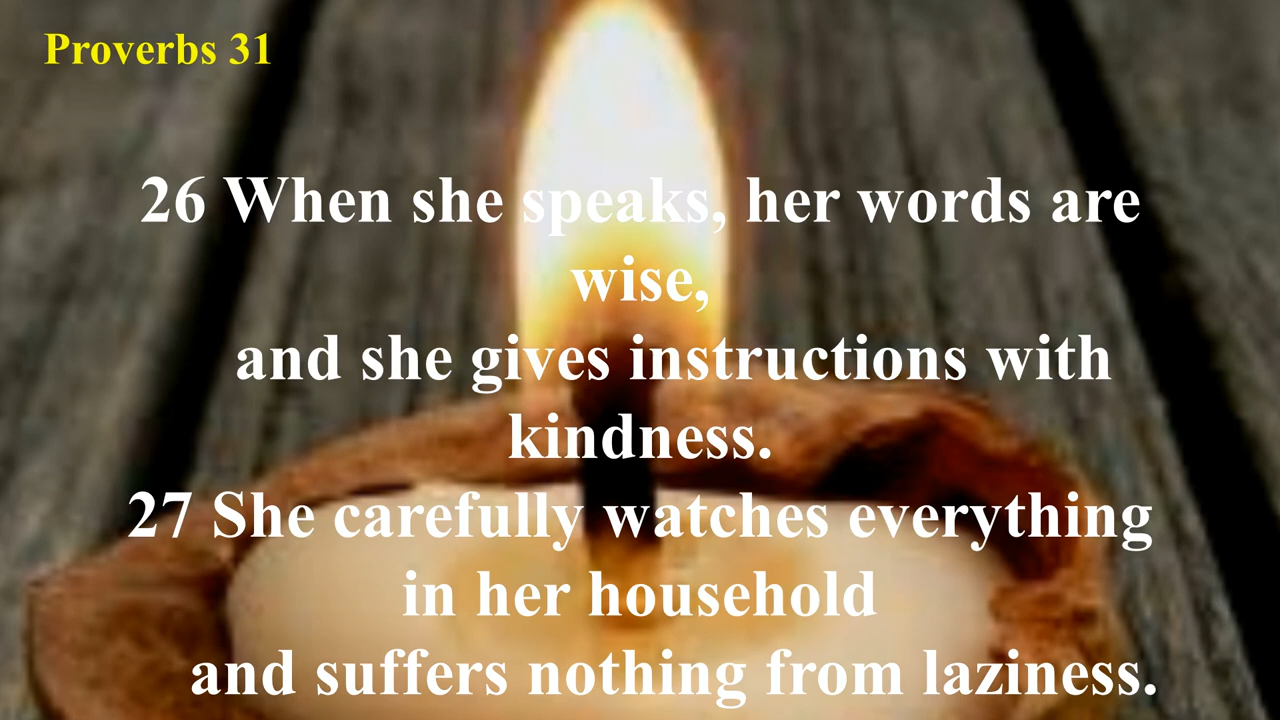 Proverbs 31
26 When she speaks, her words are
wise,
and she gives instructions with
kindness.
27 She carefully watches everything
in her household
and suffers nothing from laziness.